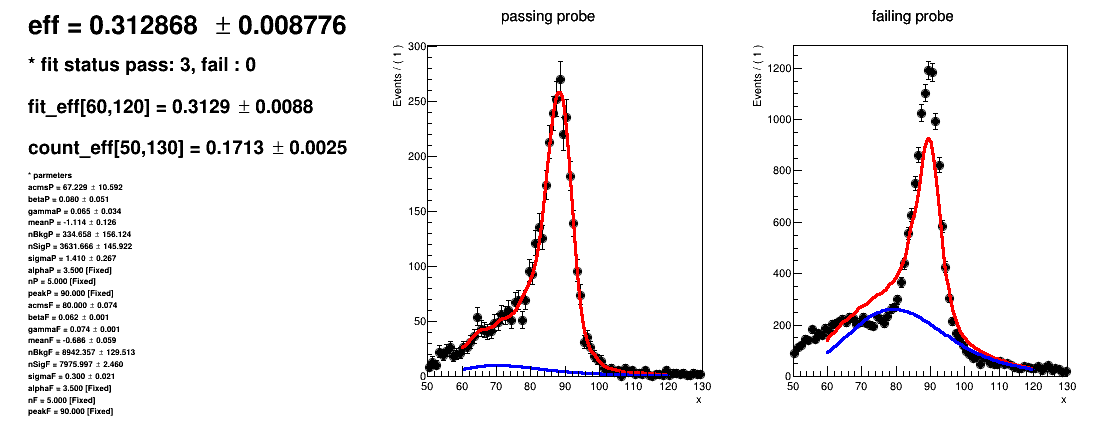 eff = 0.312868 ± 0.008776
* fit status pass: 3, fail : 0
fit_eff[60,120] = 0.3129 ± 0.0088
count_eff[50,130] = 0.1713 ± 0.0025
* parmeters
acmsP = 67.229 ± 10.592
betaP = 0.080 ± 0.051
gammaP = 0.065 ± 0.034
meanP = -1.114 ± 0.126
nBkgP = 334.658 ± 156.124
nSigP = 3631.666 ± 145.922
sigmaP = 1.410 ± 0.267
alphaP = 3.500 [Fixed]
nP = 5.000 [Fixed]
peakP = 90.000 [Fixed]
acmsF = 80.000 ± 0.074
betaF = 0.062 ± 0.001
gammaF = 0.074 ± 0.001
meanF = -0.686 ± 0.059
nBkgF = 8942.357 ± 129.513
nSigF = 7975.997 ± 2.460
sigmaF = 0.300 ± 0.021
alphaF = 3.500 [Fixed]
nF = 5.000 [Fixed]
peakF = 90.000 [Fixed]
passing probe
Events / ( 1 )
300
250
200
150
100
50
50 60 70 80 90 100 110 120 130
x
failing probe
Events / ( 1 )
1200
1000
800
600
400
200
0
50 60 70 80 90 100 110 120 130
x